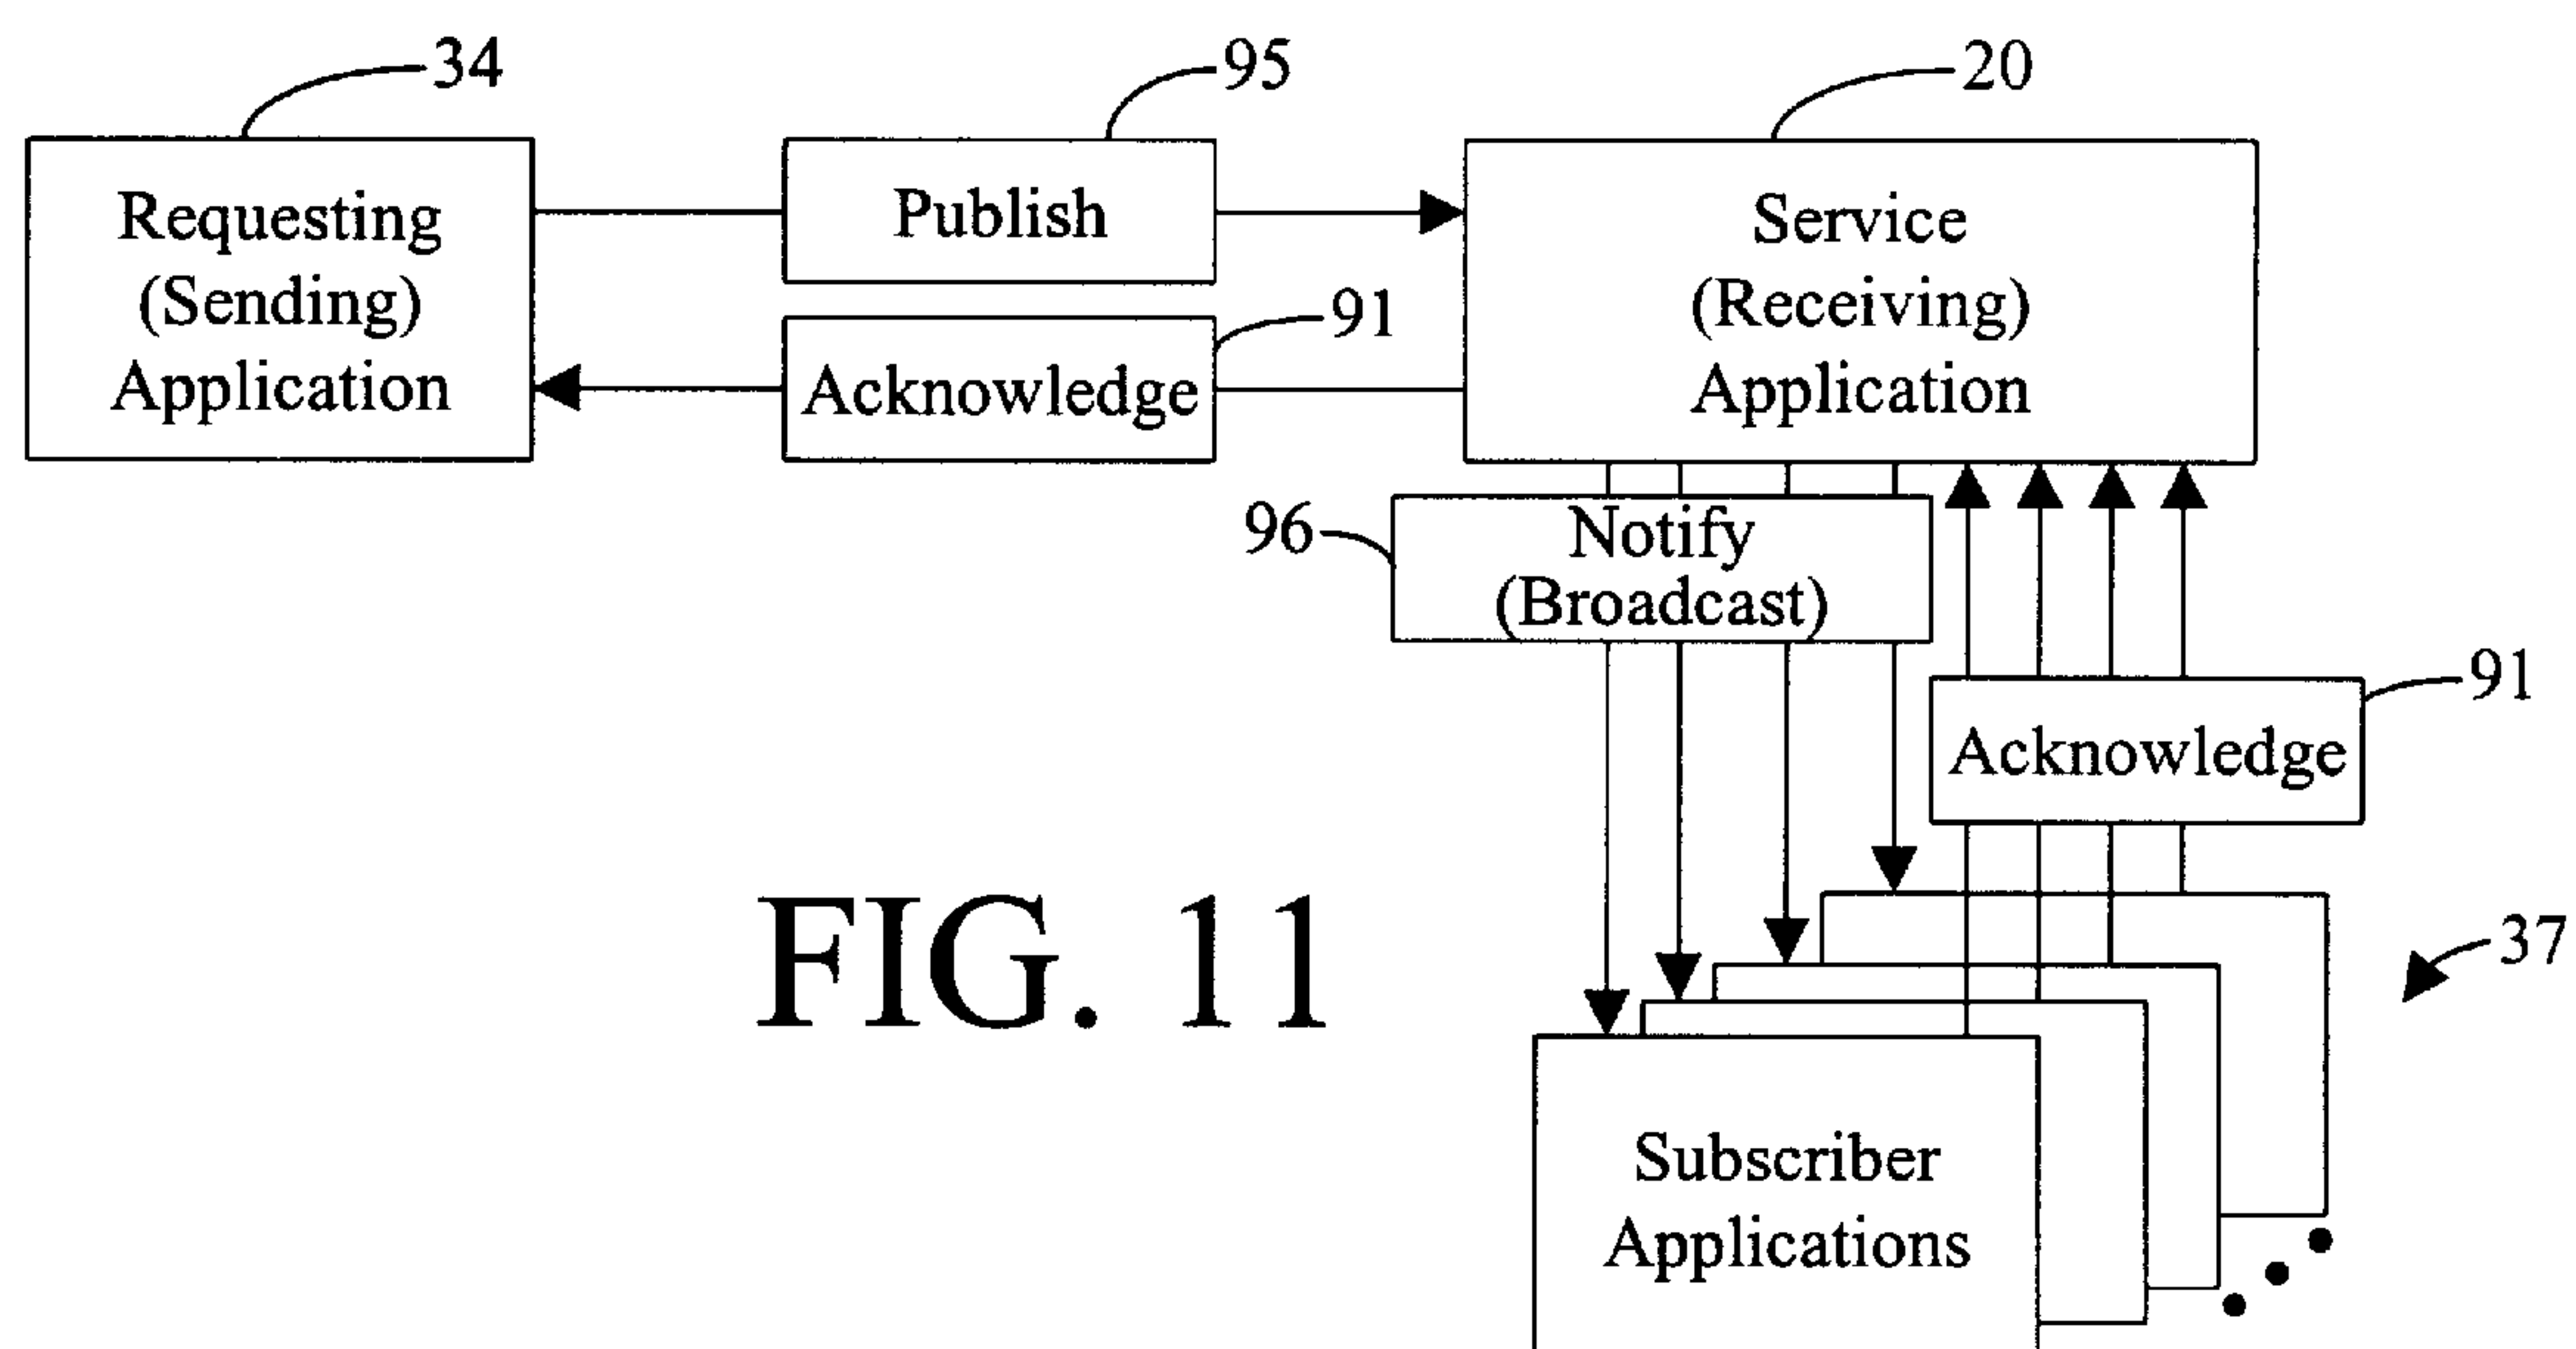 34
95
20
Requesting
(Sending)
Application
Publish
91
Acknowledge
Service
(Receiving)
Application
96
Notify
(Broadcast)
91
Acknowledge
37
FIG. 11
Subscriber
Applications